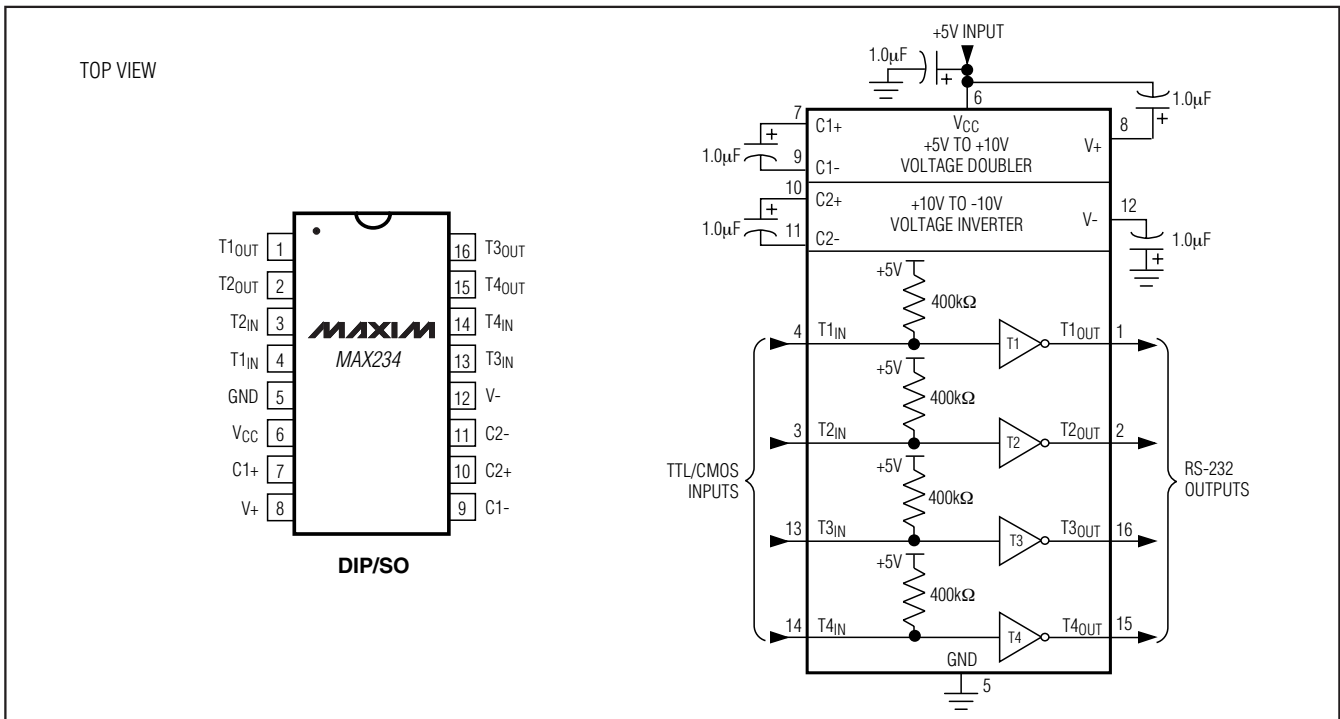 TOP VIEW
T1OUT 1
T2OUT 2
T2IN 3
T1IN 4
GND 5
VCC 6
C1+ 7
V+ 8
16 T3OUT
15 T4OUT
14 T4IN
13 T3IN
12 V-
11 C2-
10 C2+
9 C1-
MAXIM
MAX234
DIP/SO
+5V INPUT
1.0µF
+
6
1.0µF
+
7
C1+
+
1.0µF
9
C1-
VCC
+5V TO +10V
VOLTAGE DOUBLER
8
V+
10
C2+
+
1.0µF
11
C2-
+10V TO -10V
VOLTAGE INVERTER
12
V-
1.0µF
+
+5V
400kΩ
4 T1IN
T1
T1OUT 1
+5V
400kΩ
3 T2IN
T2
T2OUT 2
TTL/CMOS
INPUTS
RS-232
OUTPUTS
+5V
400kΩ
13 T3IN
T3
T3OUT 16
+5V
400kΩ
14 T4IN
T4
T4OUT 15
GND
5